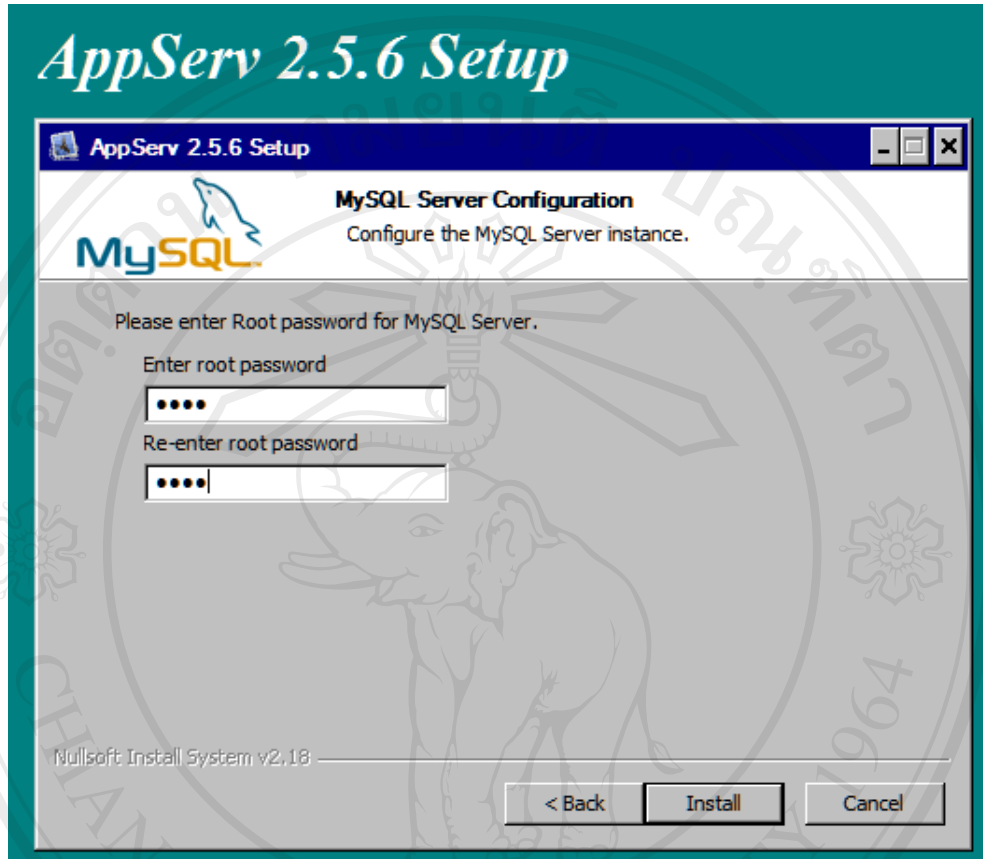 AppServ 2.5.6 Setup
AppServ 2.5.6 Setup
MySQL Server Configuration
Configure the MySQL Server instance.
MySQL
Please enter Root password for MySQL Server.
Enter root password
••••
Re-enter root password
••••
Nullsoft Install System v2.18
< Back Install Cancel
1964